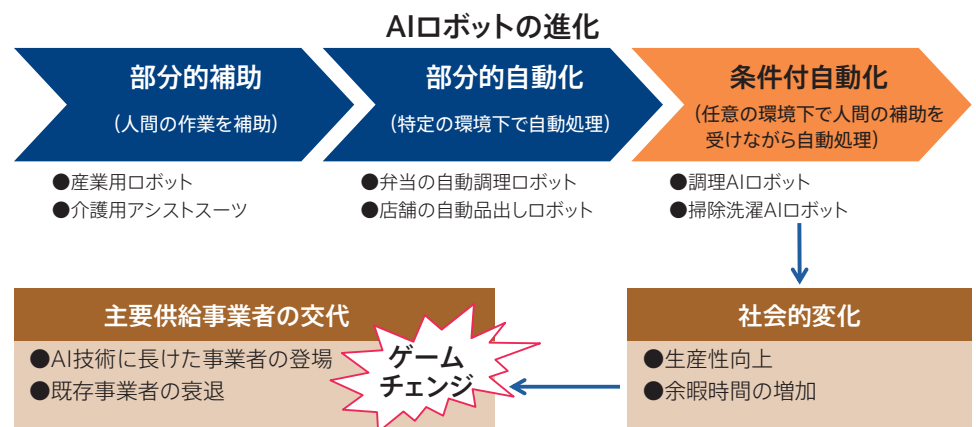 AIロボットの進化
部分的補助
(人間の作業を補助)
部分的自動化
(特定の環境下で自動処理)
条件付自動化
(任意の環境下で人間の補助を
受けながら自動処理)
●産業用ロボット
●介護用アシストスーツ
●弁当の自動調理ロボット
●店舗の自動品出しロボット
●調理AIロボット
●掃除洗濯AIロボット
主要供給事業者の交代
●AI技術に長けた事業者の登場
●既存事業者の衰退
ゲーム
チェンジ
社会的変化
●生産性向上
●余暇時間の増加